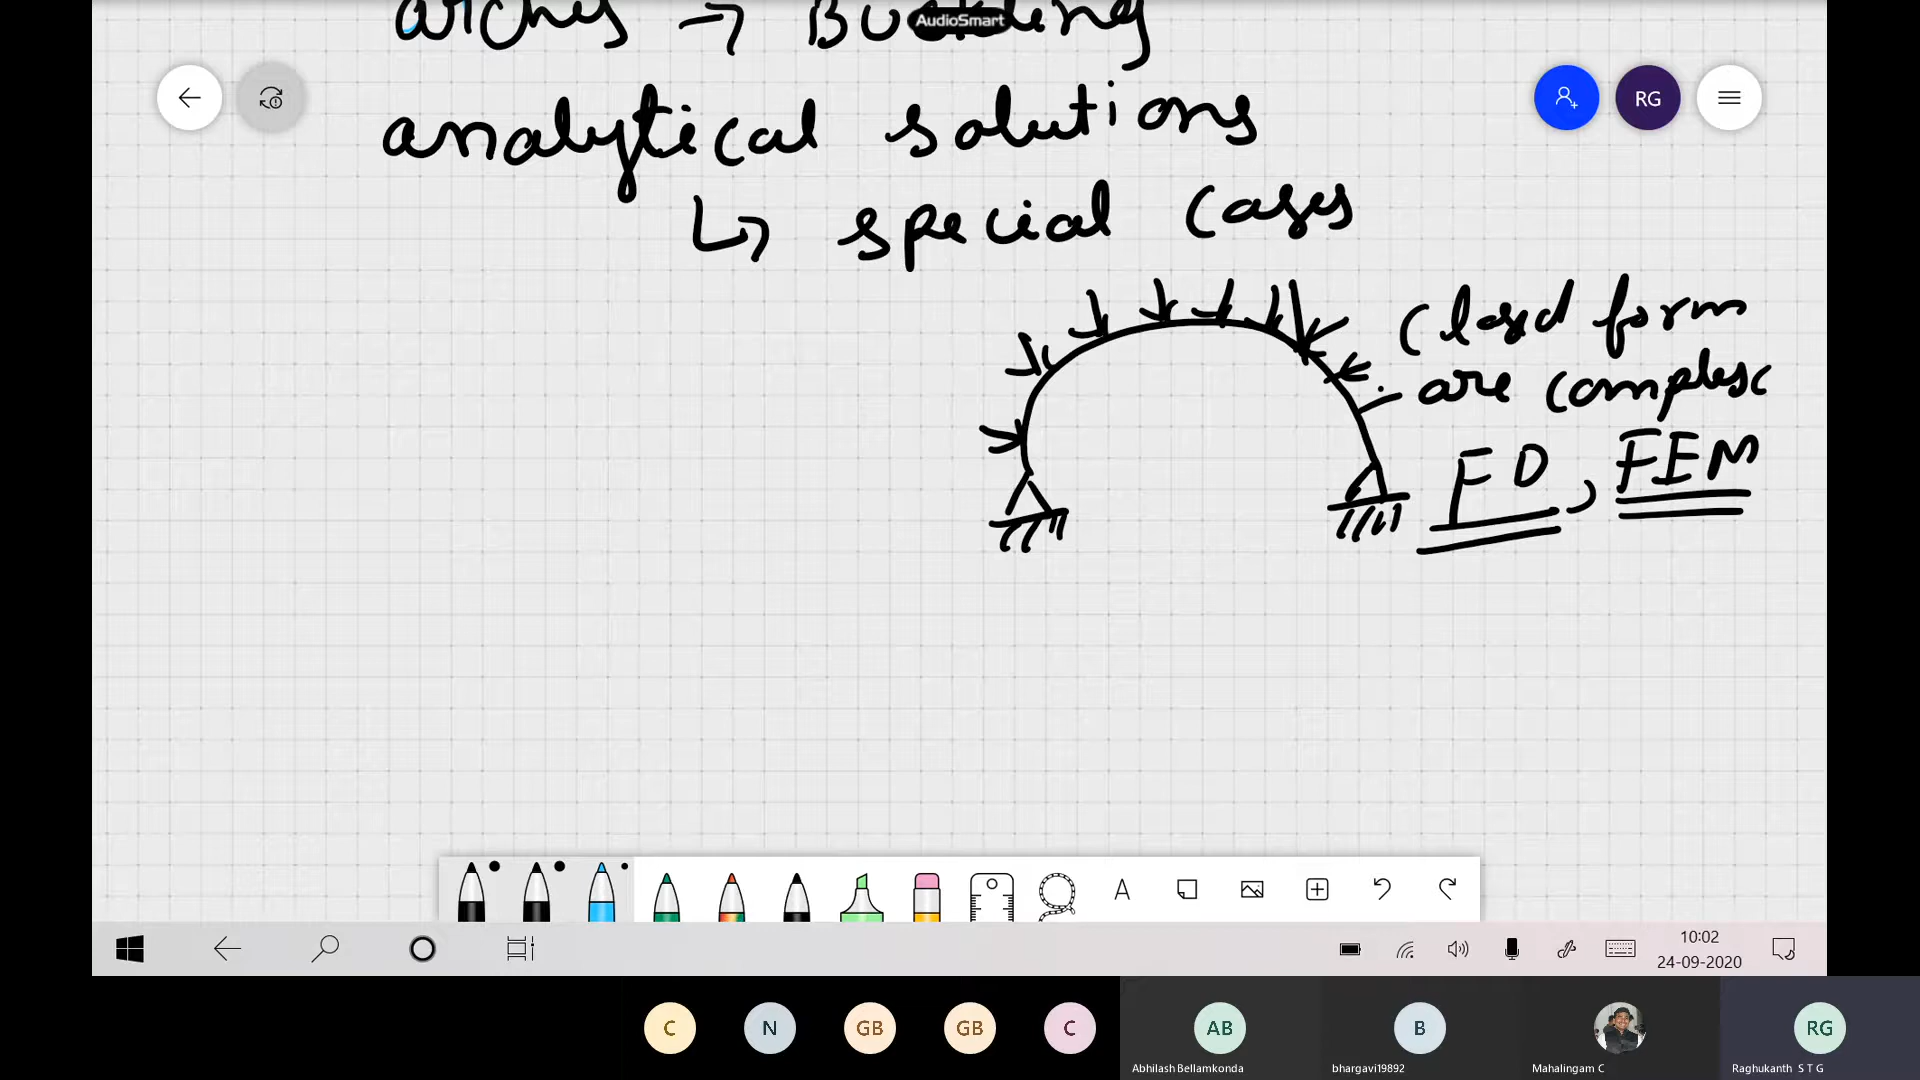 arches → Buckling
AudioSmart
analytical solutions
↳ special cases
RG
closed form
are complex
FD, FEM
A
10:02
24-09-2020
C N GB GB C AB B RG
Abhilash Bellamkonda bhargavi19892 Mahalingam C Raghukanth S T G